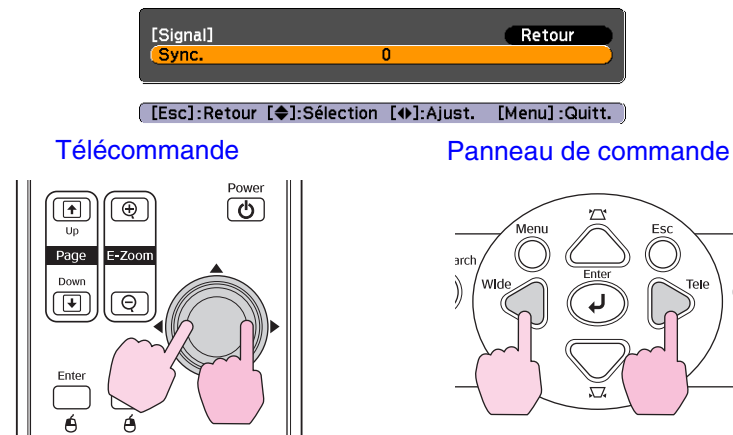 [Signal] Retour
Sync. 0
[Esc]:Retour [◆]:Sélection [◆]:Ajust. [Menu]:Quitt.
Télécommande
Panneau de commande
Power
Up
Page E-Zoom
Down
Enter
Menu
Esc
arch
Wide
Enter
Tele